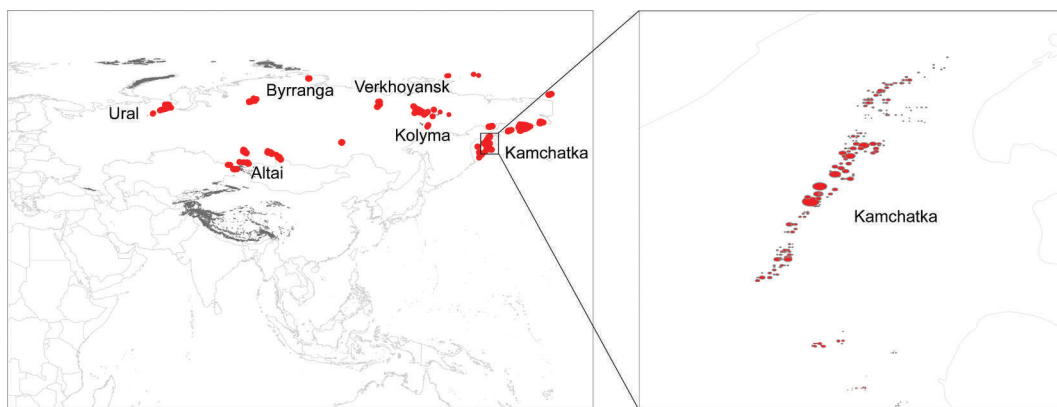 Byrranga
Verkhoyansk
Ural
Kolyma
Kamchatka
Altai
Kamchatka